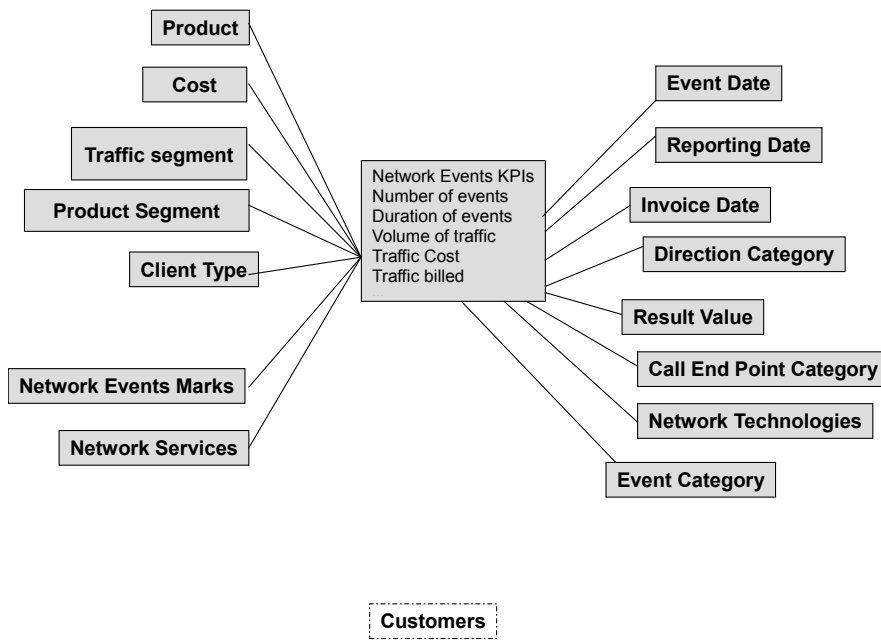 Product
Cost
Traffic segment
Product Segment
Client Type
Network Events Marks
Network Services
Network Events KPIs
Number of events
Duration of events
Volume of traffic
Traffic Cost
Traffic billed
Event Date
Reporting Date
Invoice Date
Direction Category
Result Value
Call End Point Category
Network Technologies
Event Category
Customers